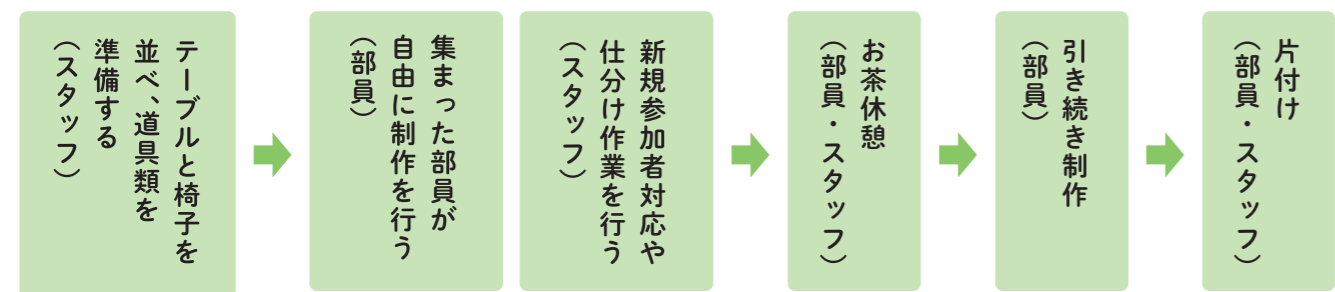 テーブルと椅子を
並べ、道具類を
準備する
（スタッフ）
集まった部員が
自由に制作を行う
（部員）
新規参加者対応や
仕分け作業を行う
（スタッフ）
お茶休憩
（部員・スタッフ）
引き続き制作
（部員）
片付け
（部員・スタッフ）